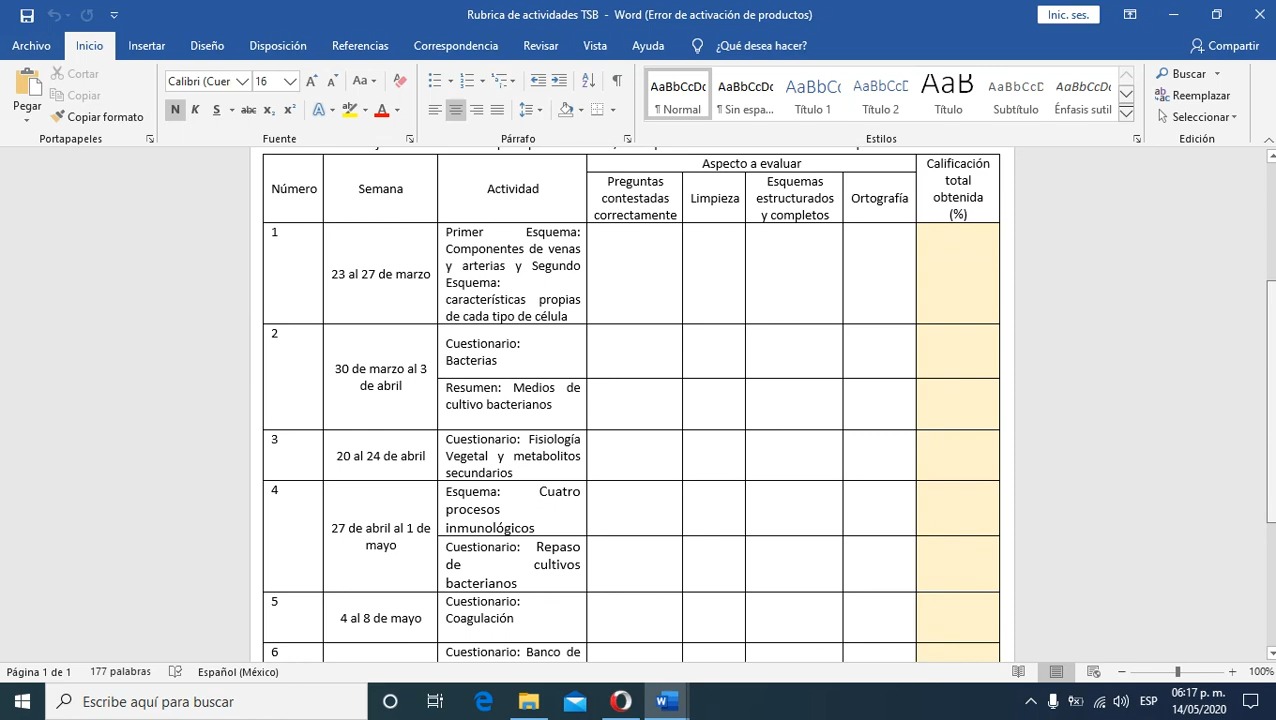 Rubrica de actividades TSB - Word (Error de activación de productos)
Inic. ses.
Archivo Inicio Insertar Diseño Disposición Referencias Correspondencia Revisar Vista Ayuda ¿Qué desea hacer? Compartir
Pegar
Cortar
Copiar
Copiar formato
Portapapeles
Calibri (Cuer 16
N K S abc x₂ x²
Fuente
Párrafo
AaBbCcDc ¶ Normal
AaBbCcDc ¶ Sin espa...
AaBbCcD Título 1
AaBbCcD Título 2
AaB Título
AaBbCcD Subtítulo
AaBbCcDc Énfasis sutil
Estilos
Buscar
Reemplazar
Seleccionar
Edición
Número
Semana
Actividad
Aspecto a evaluar
Preguntas
contestadas
correctamente
Limpieza
Esquemas
estructurados
y completos
Ortografía
Calificación
total
obtenida
(%)
1
23 al 27 de marzo
Primer Esquema:
Componentes de venas
y arterias y Segundo
Esquema:
características propias
de cada tipo de célula
2
30 de marzo al 3
de abril
Cuestionario:
Bacterias
Resumen: Medios de
cultivo bacterianos
3
20 al 24 de abril
Cuestionario: Fisiología
Vegetal y metabolitos
secundarios
4
27 de abril al 1 de
mayo
Esquema: Cuatro
procesos
inmunológicos
Cuestionario: Repaso
de cultivos
bacterianos
5
4 al 8 de mayo
Cuestionario:
Coagulación
6
Cuestionario: Banco de
Página 1 de 1 177 palabras Español (México) 100%
Escribe aquí para buscar
ESP
06:17 p. m.
14/05/2020